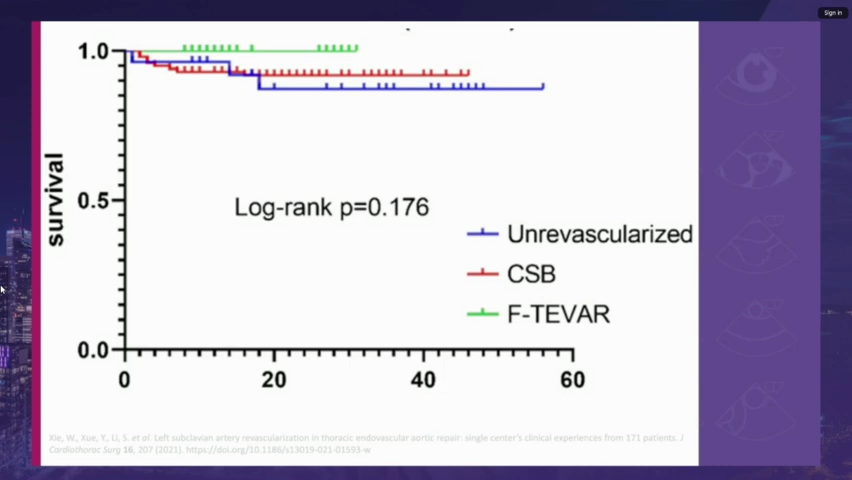 Sign in
1.0
survival
0.5
Log-rank p=0.176
Unrevascularized
CSB
F-TEVAR
0.0
0 20 40 60
Xie, W., Xue, Y., Li, S. et al. Left subclavian artery revascularization in thoracic endovascular aortic repair: single center's clinical experiences from 171 patients. J
Cardiothorac Surg 16, 207 (2021). https://doi.org/10.1186/s13019-021-01593-w